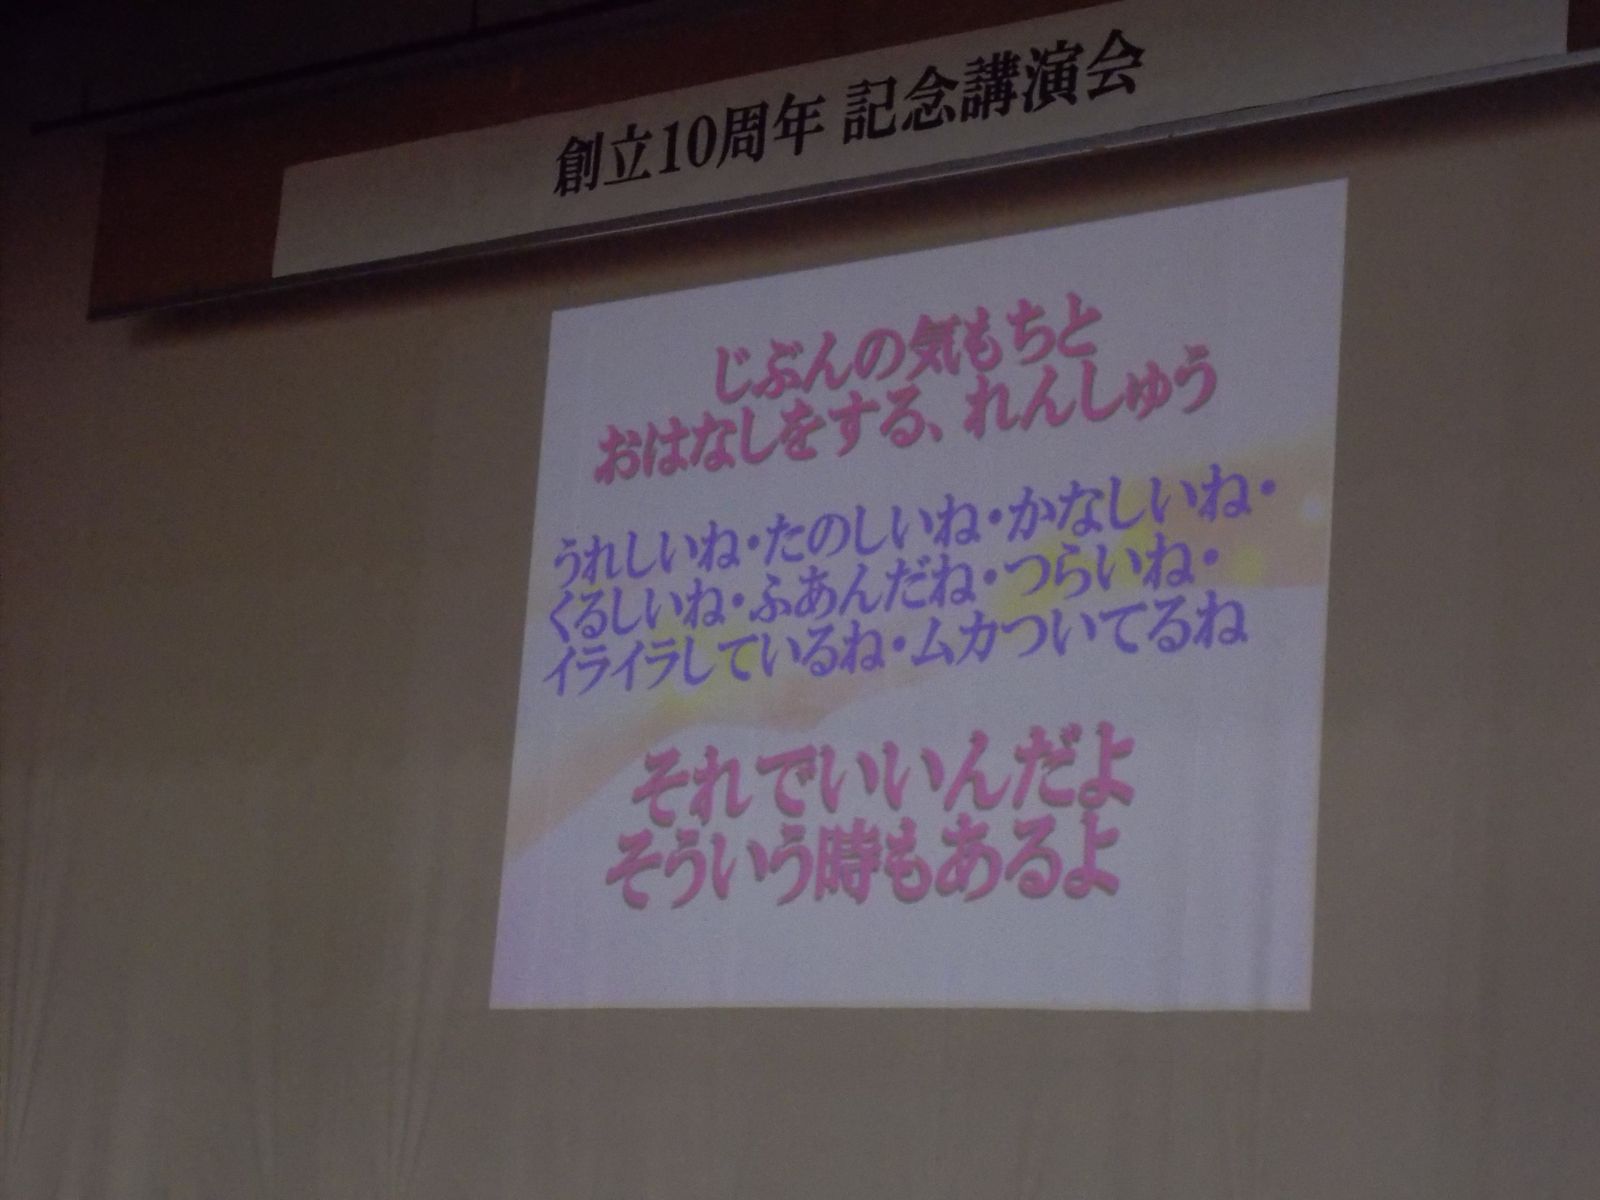 創立10周年 記念講演会
じぶんの気もちと
おはなしをする、れんしゅう
うれしいね・たのしいね・かなしいね・
くるしいね・ふあんだね・つらいね・
イライラしているね・ムカついてるね
それでいいんだよ
そういう時もあるよ